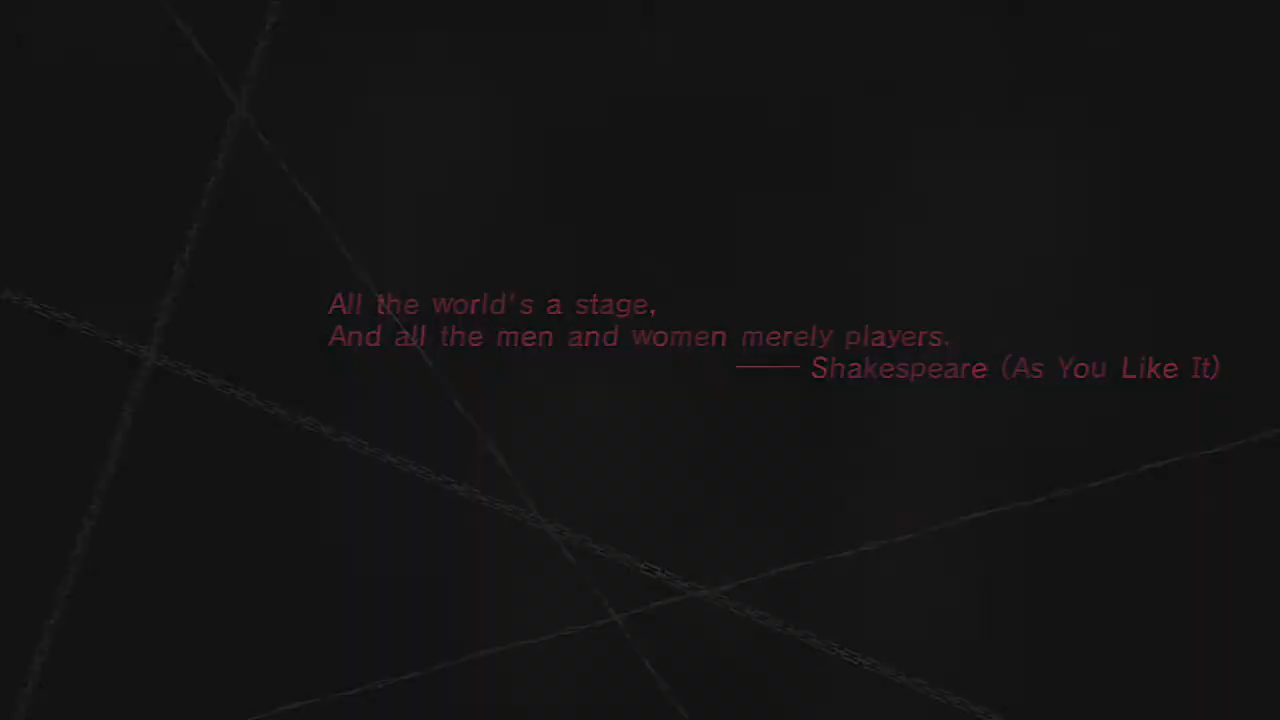 All the world's a stage,
And all the men and women merely players.
—— Shakespeare (As You Like It)